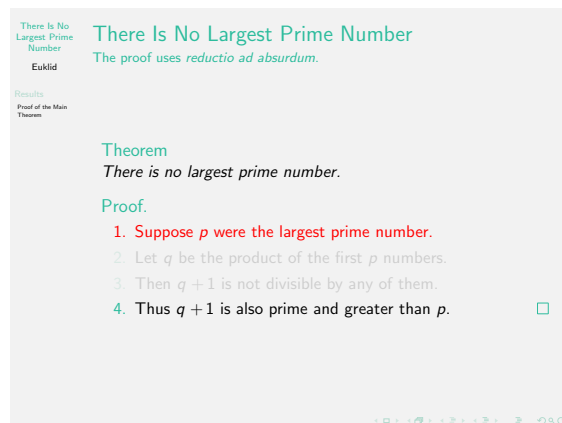 There Is No
Largest Prime
Number
Euklid
Results
Proof of the Main
Theorem
There Is No Largest Prime Number
The proof uses reductio ad absurdum.
Theorem
There is no largest prime number.
Proof.
1. Suppose p were the largest prime number.
2. Let q be the product of the first p numbers.
3. Then q + 1 is not divisible by any of them.
4. Thus q + 1 is also prime and greater than p.